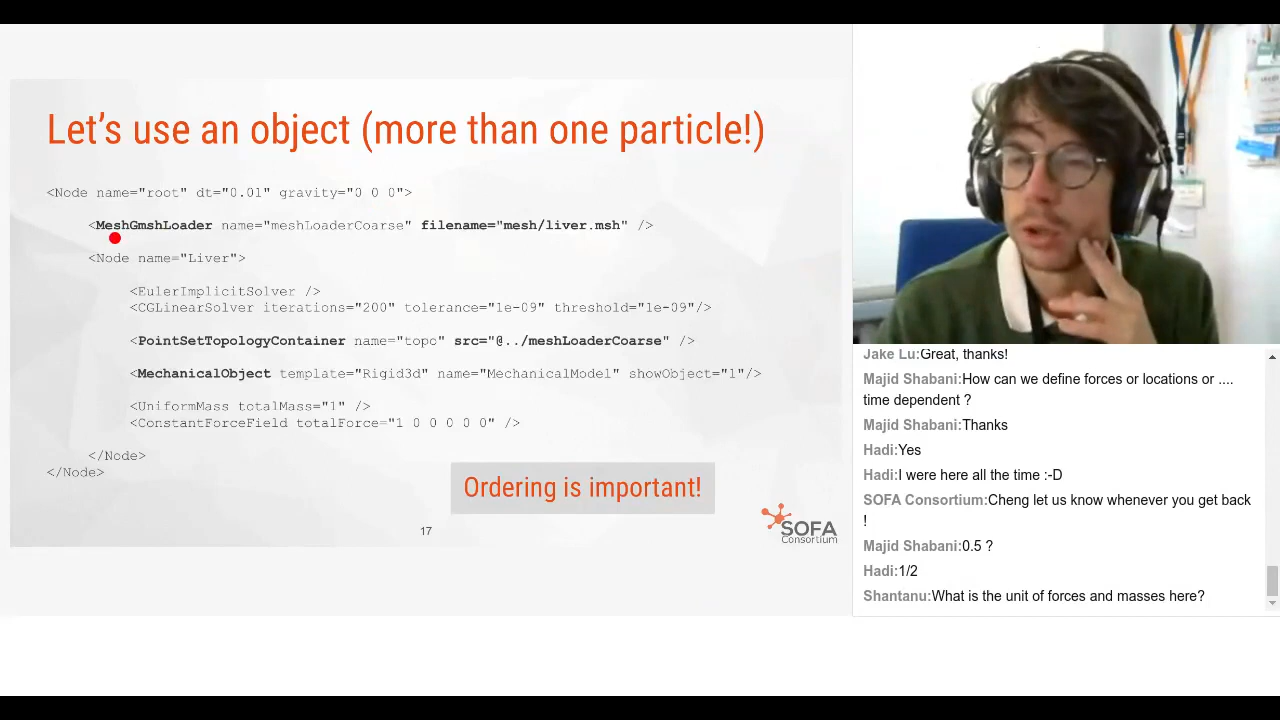 Let's use an object (more than one particle!)
<Node name="root" dt="0.01" gravity="0 0 0">
<MeshGmshLoader name="meshLoaderCoarse" filename="mesh/liver.msh" />
<Node name="Liver">
<EulerImplicitSolver />
<CGLinearSolver iterations="200" tolerance="1e-09" threshold="1e-09"/>
<PointSetTopologyContainer name="topo" src="@../meshLoaderCoarse" />
<MechanicalObject template="Rigid3d" name="MechanicalModel" showObject="1"/>
<UniformMass totalMass="1" />
<ConstantForceField totalForce="1 0 0 0 0 0" />
</Node>
</Node>
Ordering is important!
17
SOFA
Consortium
Jake Lu:Great, thanks!
Majid Shabani:How can we define forces or locations or ....
time dependent ?
Majid Shabani:Thanks
Hadi:Yes
Hadi:I were here all the time :-D
SOFA Consortium:Cheng let us know whenever you get back
!
Majid Shabani:0.5 ?
Hadi:1/2
Shantanu:What is the unit of forces and masses here?